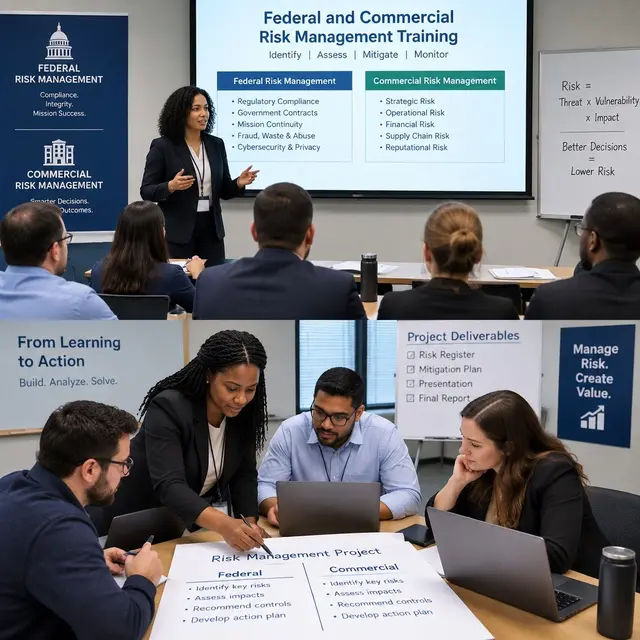 FEDERAL
RISK MANAGEMENT
Compliance.
Integrity.
Mission Success.
COMMERCIAL
RISK MANAGEMENT
Smarter Decisions.
Outcomes.
Federal and Commercial
Risk Management Training
Identify | Assess | Mitigate | Monitor
Federal Risk Management
• Regulatory Compliance
• Government Contracts
• Mission Continuity
• Fraud, Waste & Abuse
• Cybersecurity & Privacy
Commercial Risk Management
• Strategic Risk
• Operational Risk
• Financial Risk
• Supply Chain Risk
• Reputational Risk
Risk =
Threat x Vulnerability
x Impact
Better Decisions
=
Lower Risk
From Learning
to Action
Build. Analyze. Solve.
Project Deliverables
☑ Risk Register
☑ Mitigation Plan
☑ Presentation
☑ Final Report
Manage
Risk.
Create
Value.
Risk Management Project
Federal
• Identify key risks
• Assess impacts
• Recommend controls
• Develop action plan
Commercial
• Identify key risks
• Assess impacts
• Recommend controls
• Develop action plan